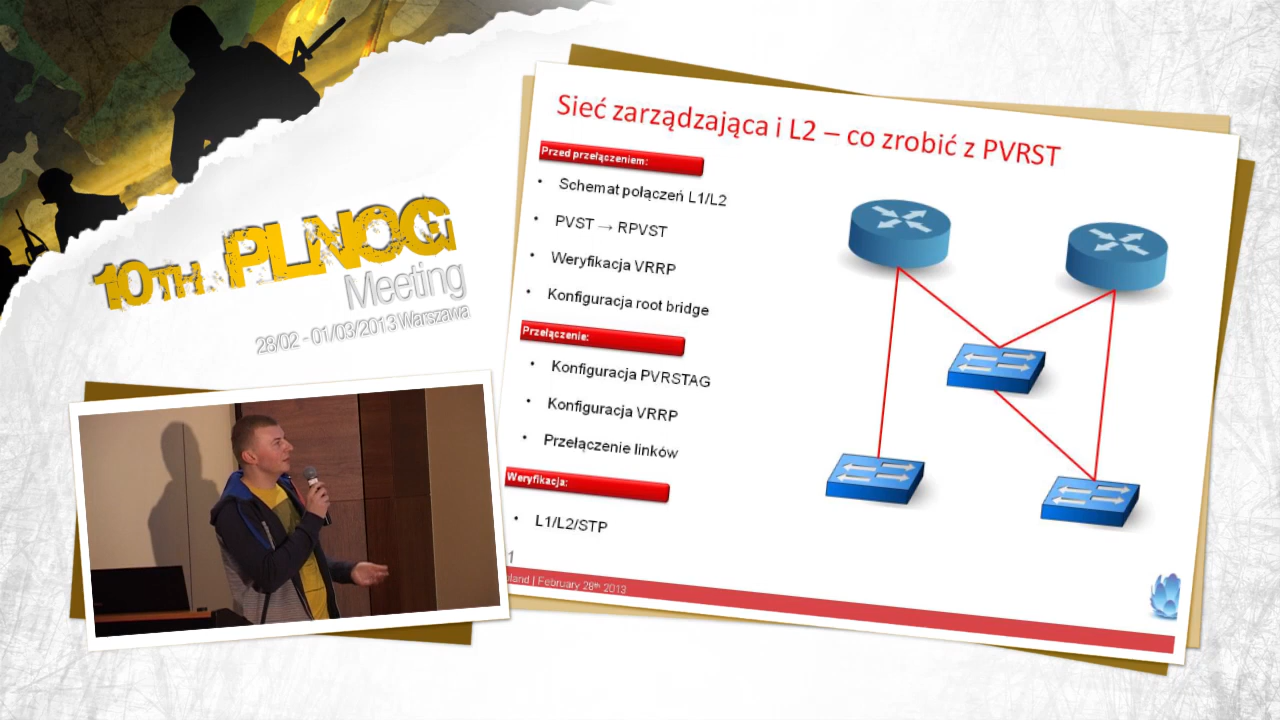 10TH. PLNOG
Meeting
28/02 - 01/03/2013 Warszawa
Sieć zarządzająca i L2 – co zrobić z PVRST
Przed przełączeniem:
• Schemat połączeń L1/L2
• PVST → RPVST
• Weryfikacja VRRP
• Konfiguracja root bridge
Przełączenie:
• Konfiguracja PVRSTAG
• Konfiguracja VRRP
• Przełączenie linków
Weryfikacja:
• L1/L2/STP
1
| February 28th 2013